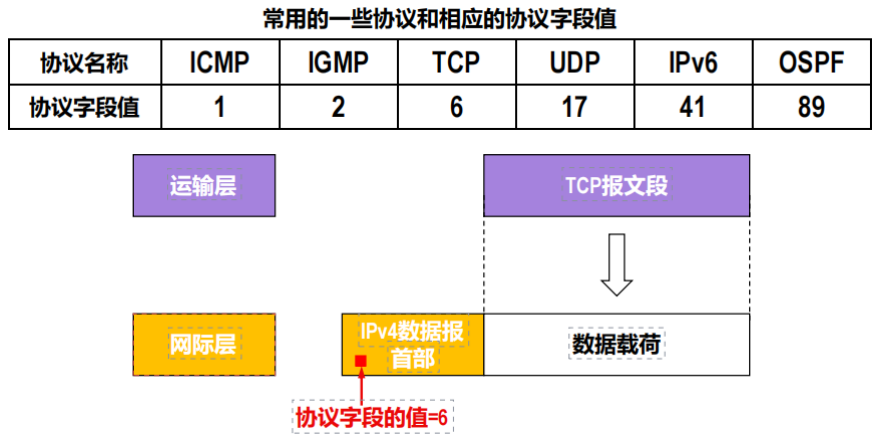 常用的一些协议和相应的协议字段值
协议名称 ICMP IGMP TCP UDP IPv6 OSPF
协议字段值 1 2 6 17 41 89
运输层 TCP报文段
网际层 IPv4数据报
首部 数据载荷
协议字段的值=6